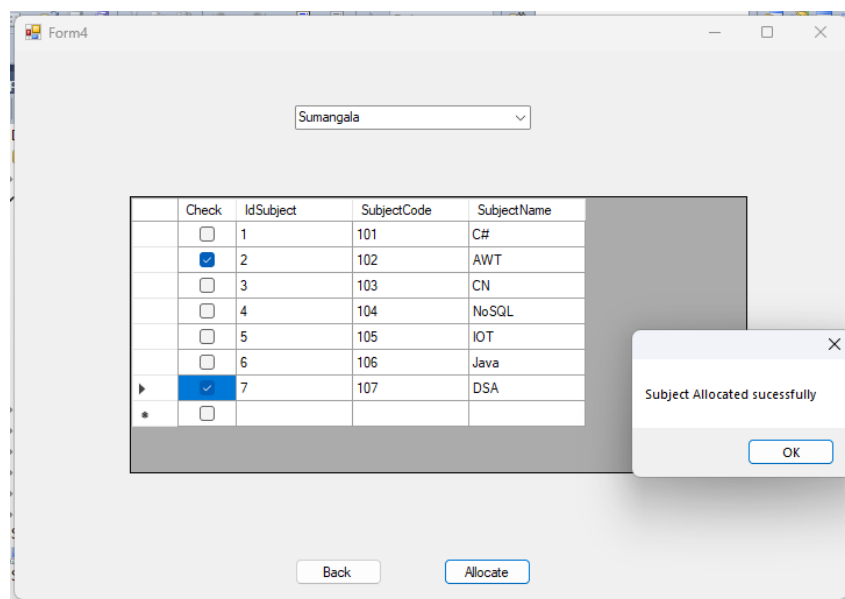 Form4
Sumangala
Check IdSubject SubjectCode SubjectName
1 101 C#
2 102 AWT
3 103 CN
4 104 NoSQL
5 105 IOT
6 106 Java
7 107 DSA
Subject Allocated sucessfully
OK
Back Allocate